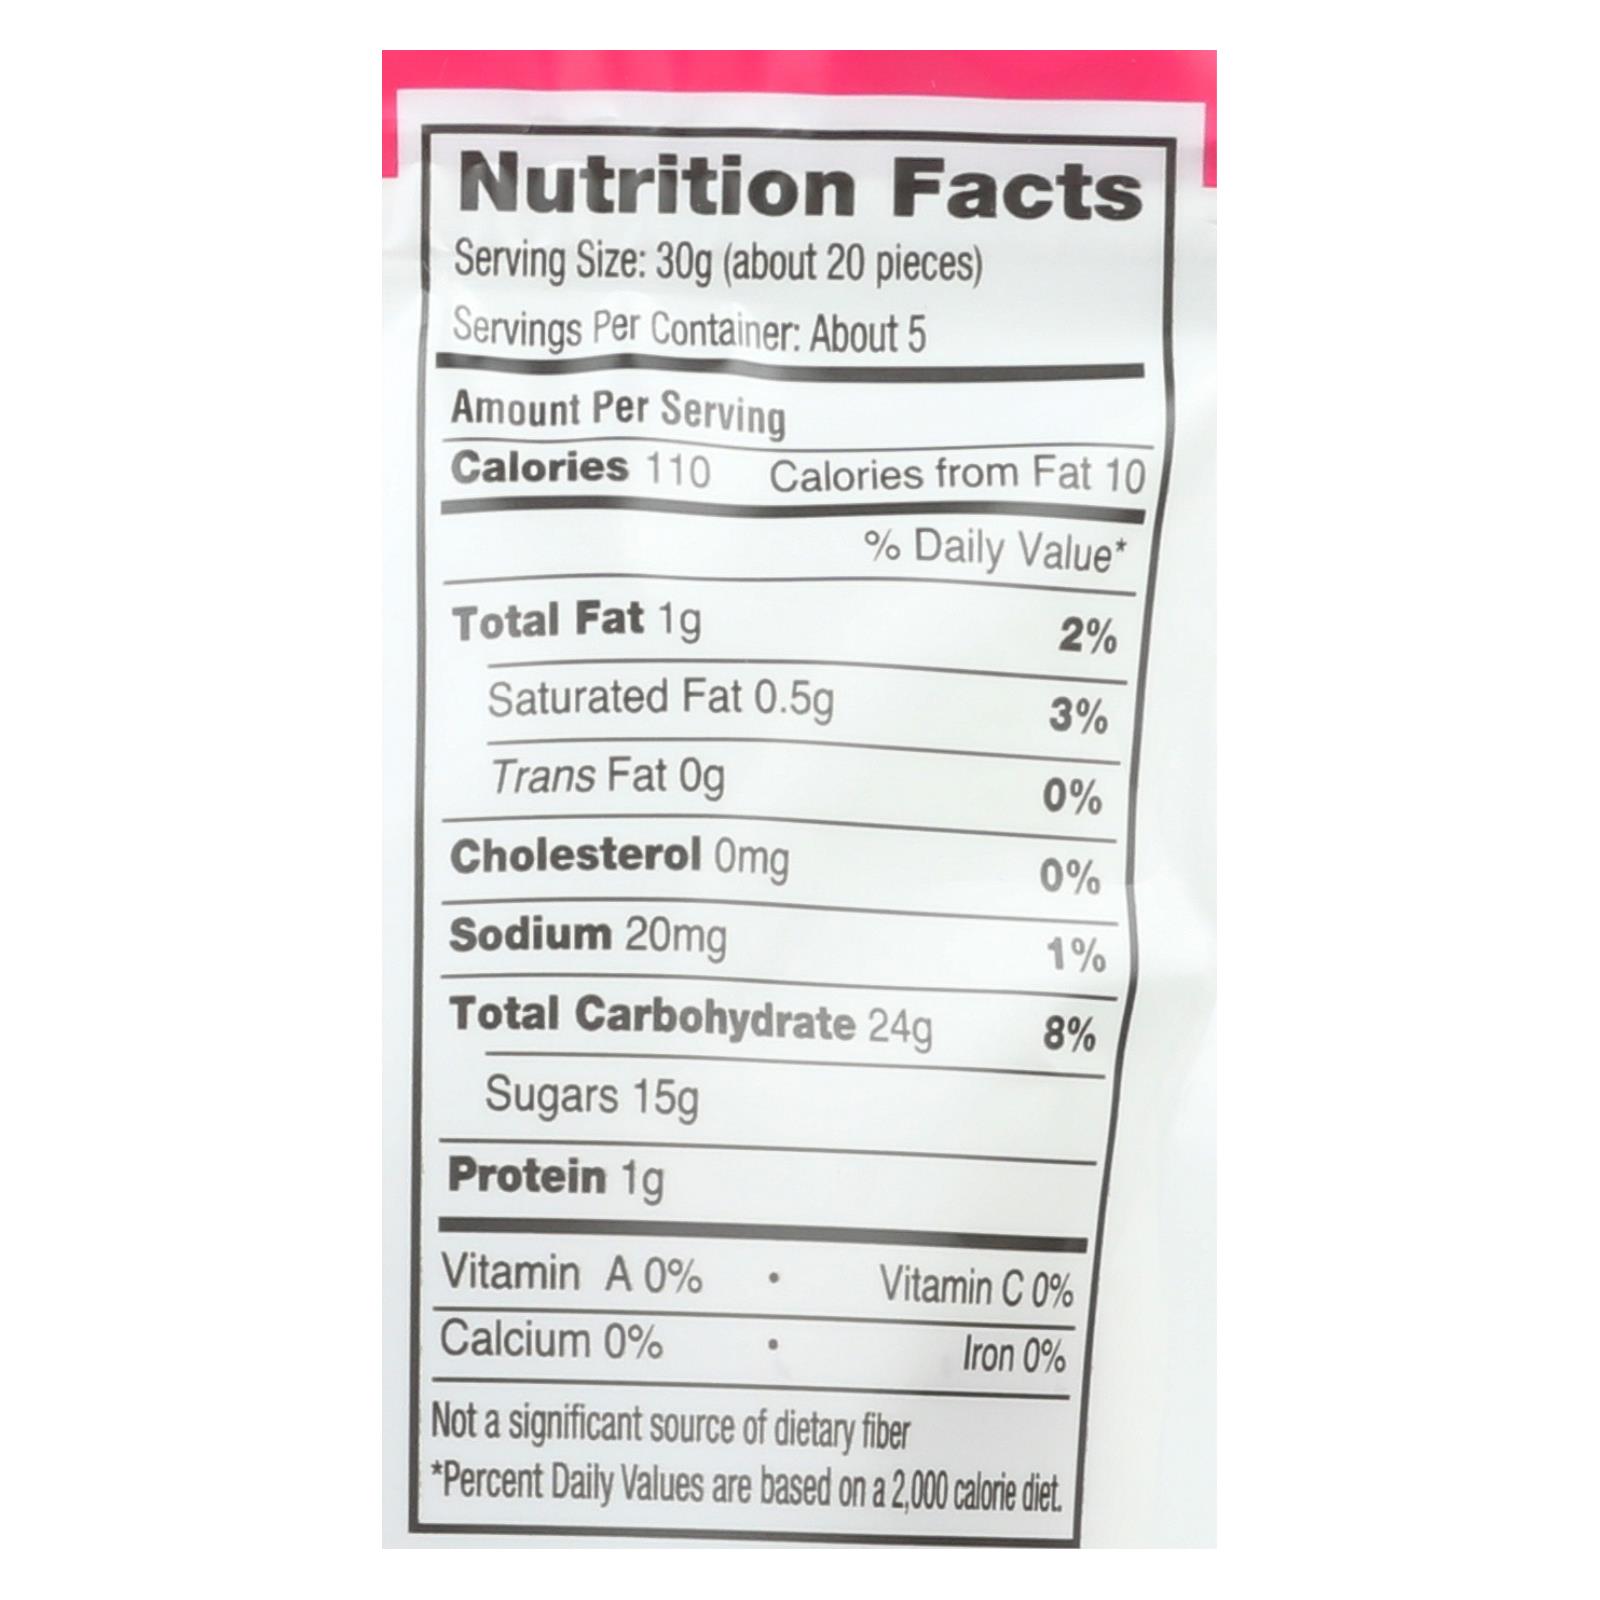 Nutrition Facts
Serving Size: 30g (about 20 pieces)
Servings Per Container: About 5
Amount Per Serving
Calories 110 Calories from Fat 10
% Daily Value*
Total Fat 1g 2%
Saturated Fat 0.5g 3%
Trans Fat 0g 0%
Cholesterol 0mg 0%
Sodium 20mg 1%
Total Carbohydrate 24g 8%
Sugars 15g
Protein 1g
Vitamin A 0% • Vitamin C 0%
Calcium 0% • Iron 0%
Not a significant source of dietary fiber
*Percent Daily Values are based on a 2,000 calorie diet.